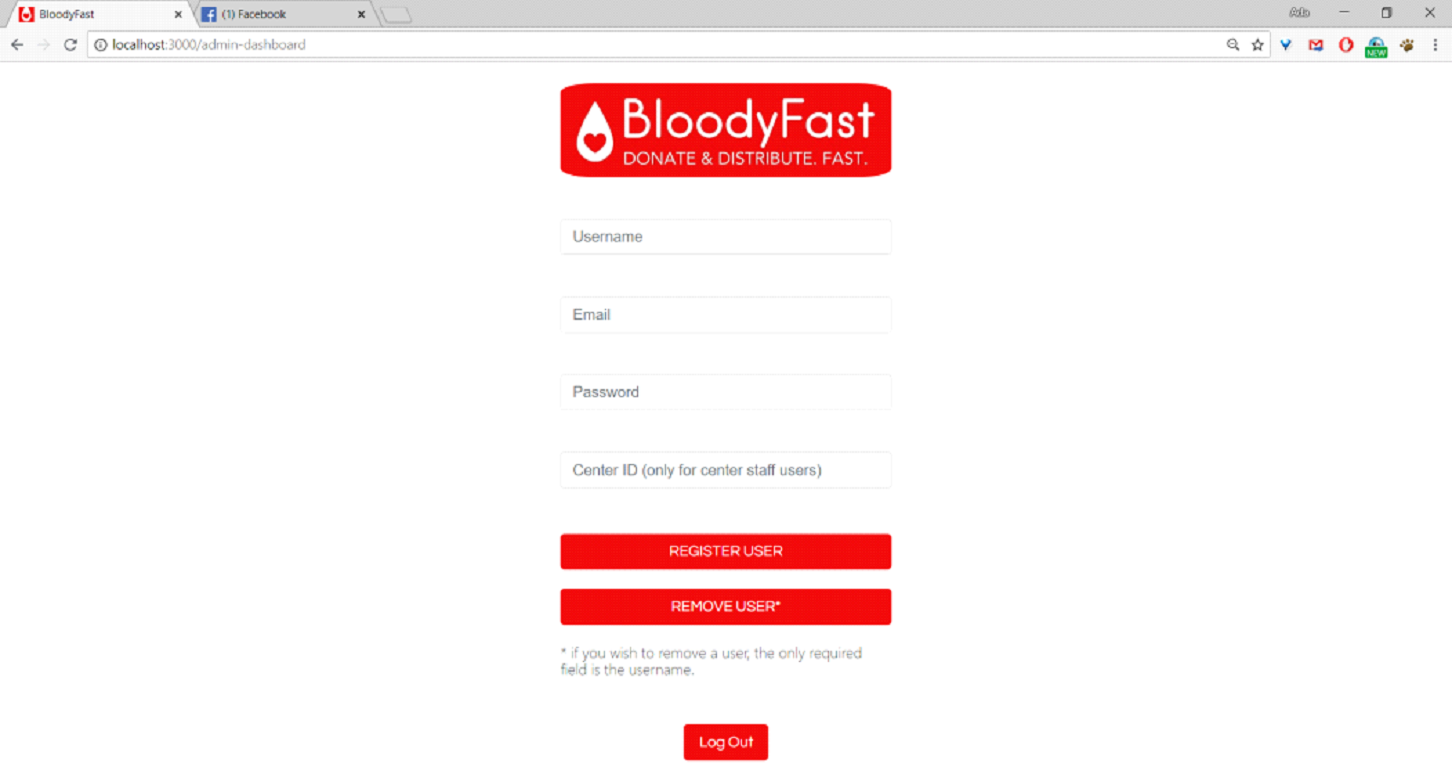 BloodyFast
(1) Facebook
localhost:3000/admin-dashboard
NEW
BloodyFast
DONATE & DISTRIBUTE. FAST.
Username
Email
Password
Center ID (only for center staff users)
REGISTER USER
REMOVE USER*
* if you wish to remove a user, the only required
field is the username.
Log Out